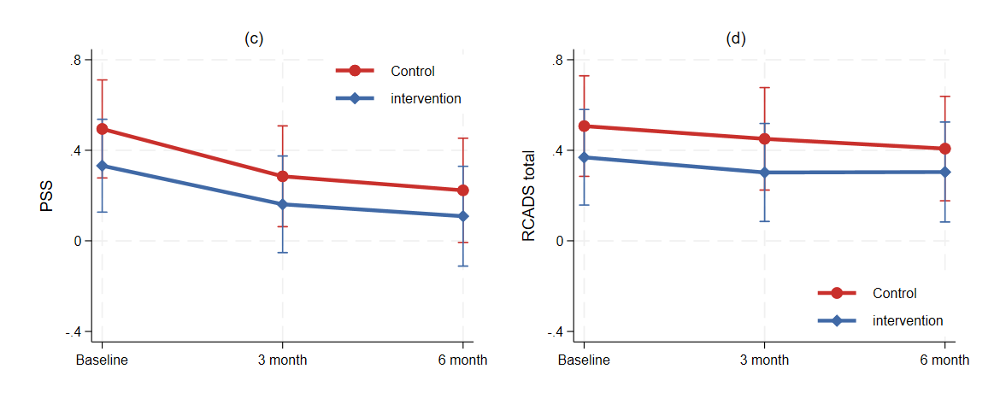 (c)
.8
.4
0
-.4
PSS
Control
intervention
Baseline
3 month
6 month
(d)
.8
.4
0
-.4
RCADS total
Control
intervention
Baseline
3 month
6 month